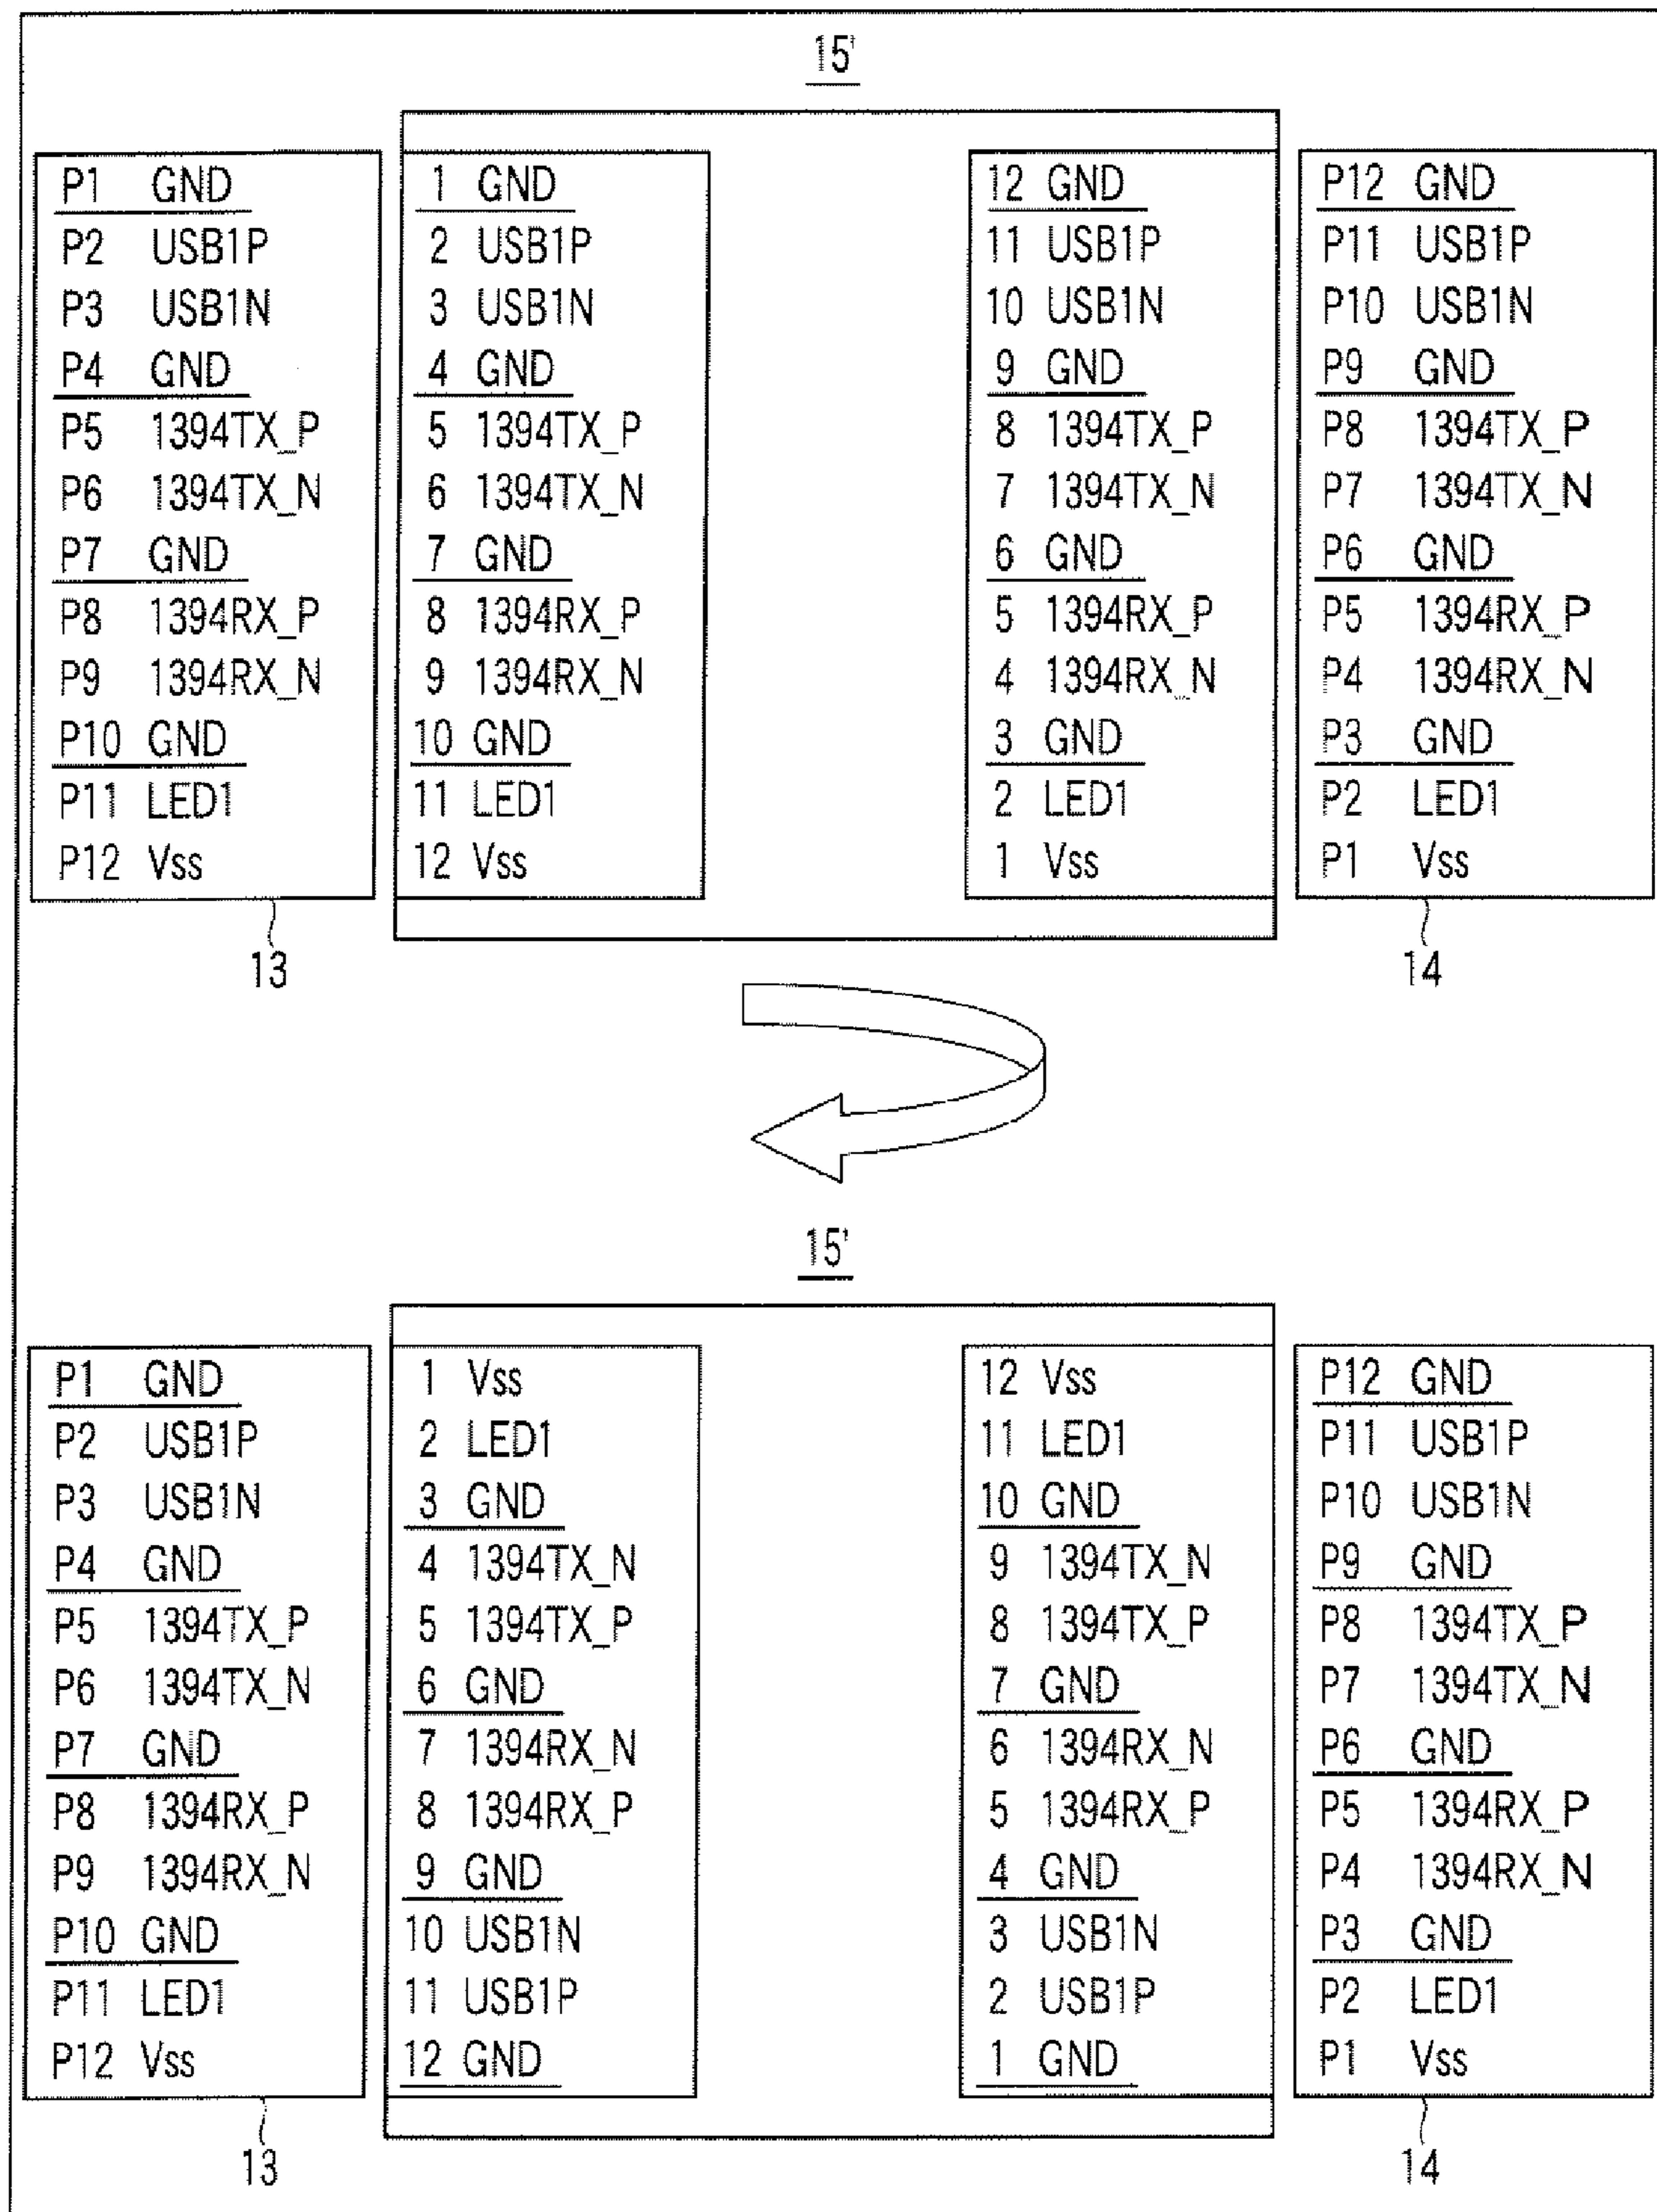 15'
P1 GND 1 GND 12 GND P12 GND
P2 USB1P 2 USB1P 11 USB1P P11 USB1P
P3 USB1N 3 USB1N 10 USB1N P10 USB1N
P4 GND 4 GND 9 GND P9 GND
P5 1394TX_P 5 1394TX_P 8 1394TX_P P8 1394TX_P
P6 1394TX_N 6 1394TX_N 7 1394TX_N P7 1394TX_N
P7 GND 7 GND 6 GND P6 GND
P8 1394RX_P 8 1394RX_P 5 1394RX_P P5 1394RX_P
P9 1394RX_N 9 1394RX_N 4 1394RX_N P4 1394RX_N
P10 GND 10 GND 3 GND P3 GND
P11 LED1 11 LED1 2 LED1 P2 LED1
P12 Vss 12 Vss 1 Vss P1 Vss
13 14
15'
P1 GND 1 Vss 12 Vss P12 GND
P2 USB1P 2 LED1 11 LED1 P11 USB1P
P3 USB1N 3 GND 10 GND P10 USB1N
P4 GND 4 1394TX_N 9 1394TX_N P9 GND
P5 1394TX_P 5 1394TX_P 8 1394TX_P P8 1394TX_P
P6 1394TX_N 6 GND 7 GND P7 1394TX_N
P7 GND 7 1394RX_N 6 1394RX_N P6 GND
P8 1394RX_P 8 1394RX_P 5 1394RX_P P5 1394RX_P
P9 1394RX_N 9 GND 4 GND P4 1394RX_N
P10 GND 10 USB1N 3 USB1N P3 GND
P11 LED1 11 USB1P 2 USB1P P2 LED1
P12 Vss 12 GND 1 GND P1 Vss
13 14